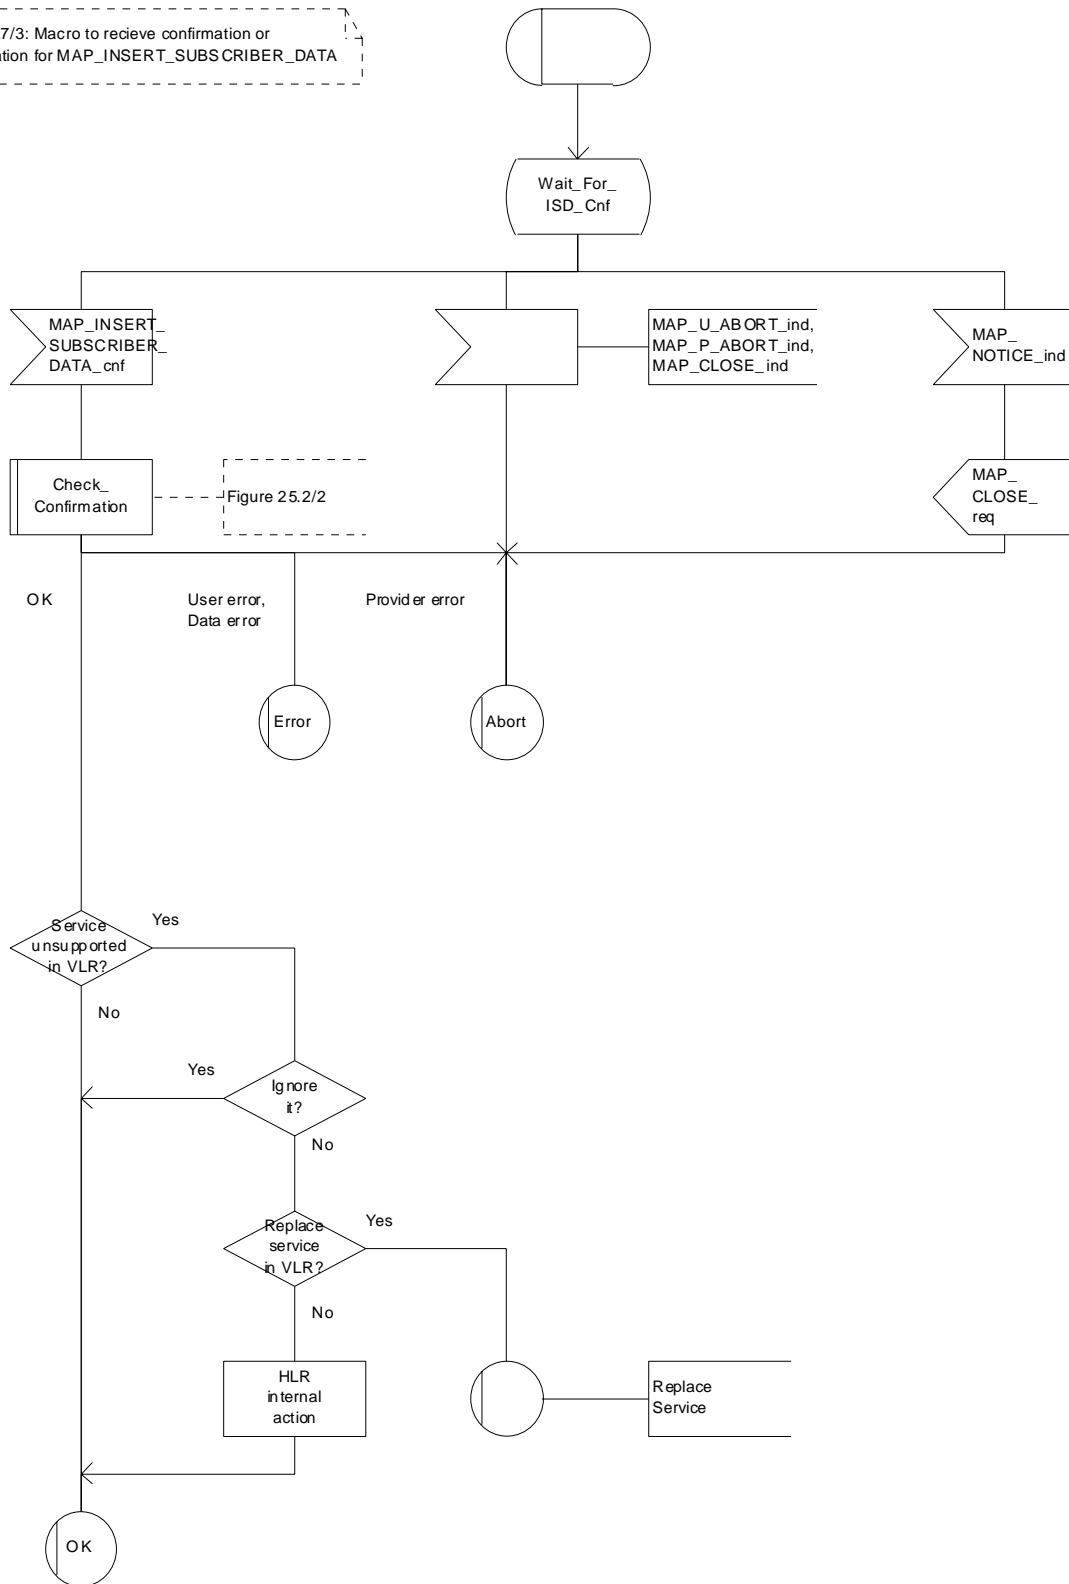 7/3: Macro to recieve confirmation or
ation for MAP_INSERT_SUBSCRIBER_DATA
Wait_For_
ISD_Cnf
MAP_INSERT_
SUBSCRIBER_
DATA_cnf
MAP_U_ABORT_ind,
MAP_P_ABORT_ind,
MAP_CLOSE_ind
MAP_
NOTICE_ind
Check_
Confirmation
Figure 25.2/2
MAP_
CLOSE_
req
OK
User error,
Data error
Provider error
Error
Abort
Service
unsupported
in VLR?
Yes
No
Yes
Ignore
it?
No
Replace
service
in VLR?
Yes
No
HLR
internal
action
Replace
Service
OK